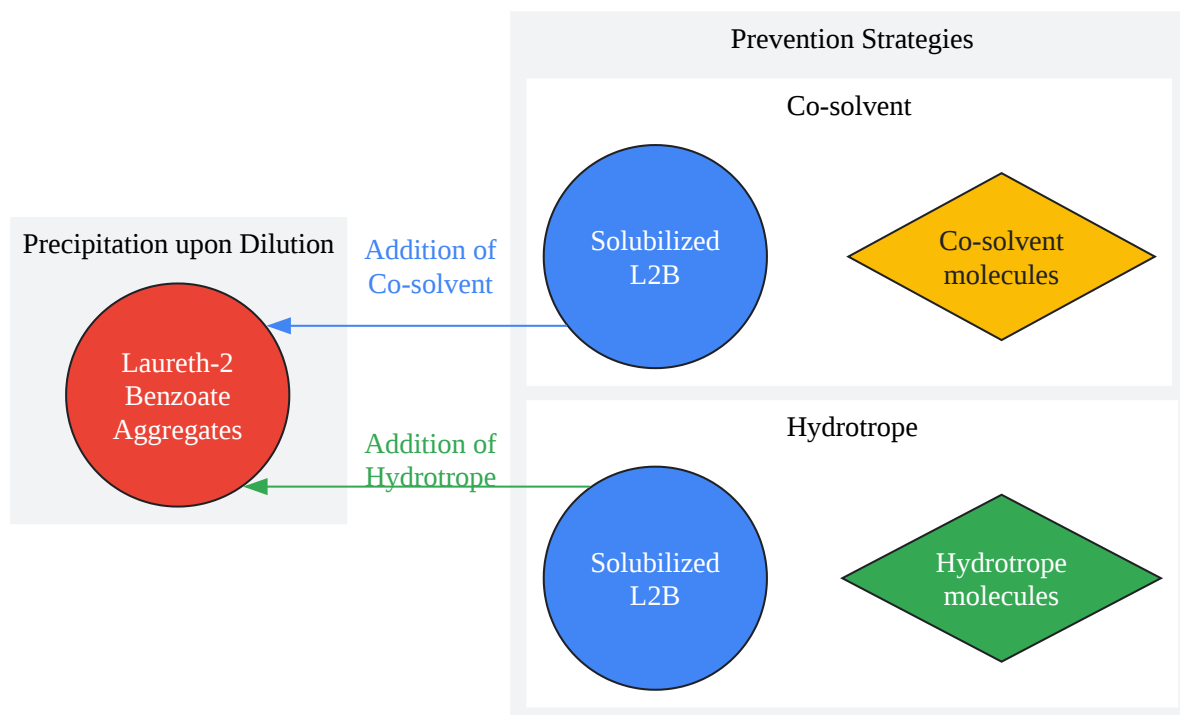 Prevention Strategies
Co-solvent
Solubilized
L2B
Co-solvent
molecules
Precipitation upon Dilution
Laureth-2
Benzoate
Aggregates
Addition of
Co-solvent
Addition of
Hydrotrope
Hydrotrope
Solubilized
L2B
Hydrotrope
molecules